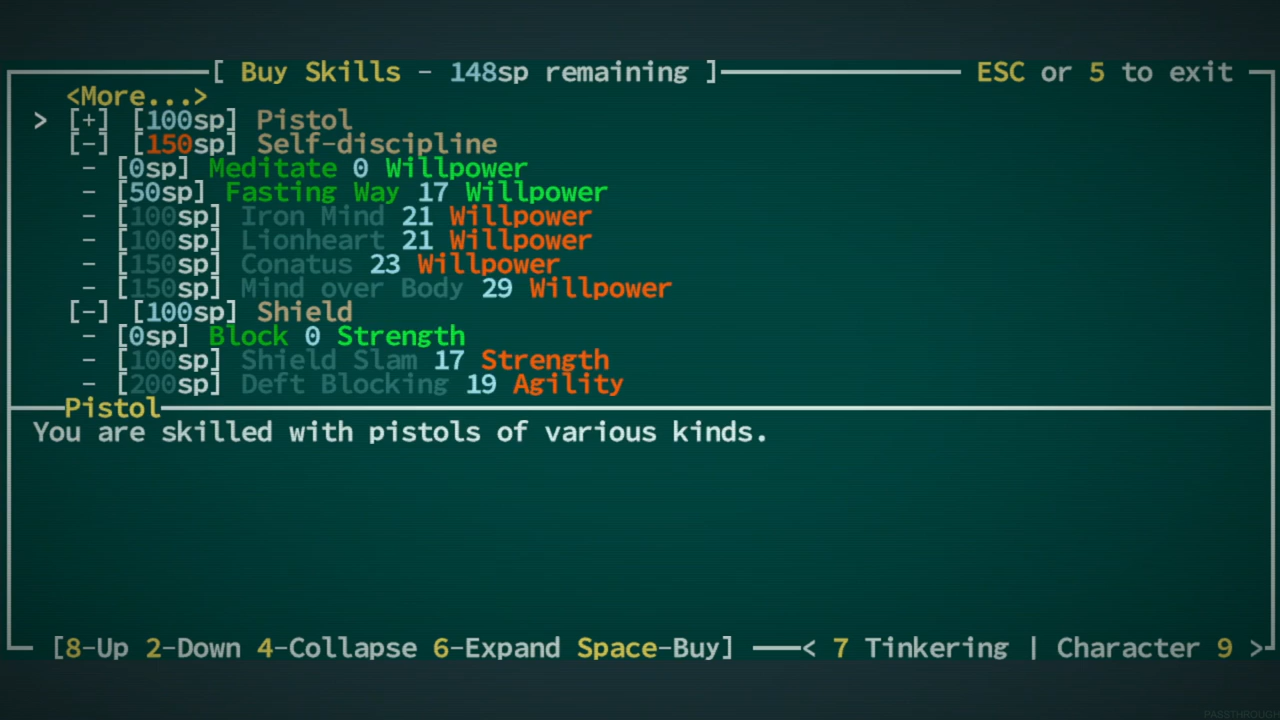 [ Buy Skills - 148sp remaining ] ESC or 5 to exit
<More...>
> [+] [100sp] Pistol
[-] [150sp] Self-discipline
- [0sp] Meditate 0 Willpower
- [50sp] Fasting Way 17 Willpower
- [100sp] Iron Mind 21 Willpower
- [100sp] Lionheart 21 Willpower
- [150sp] Conatus 23 Willpower
- [150sp] Mind over Body 29 Willpower
[-] [100sp] Shield
- [0sp] Block 0 Strength
- [100sp] Shield Slam 17 Strength
- [200sp] Deft Blocking 19 Agility
Pistol
You are skilled with pistols of various kinds.
[8-Up 2-Down 4-Collapse 6-Expand Space-Buy] < 7 Tinkering | Character 9 >